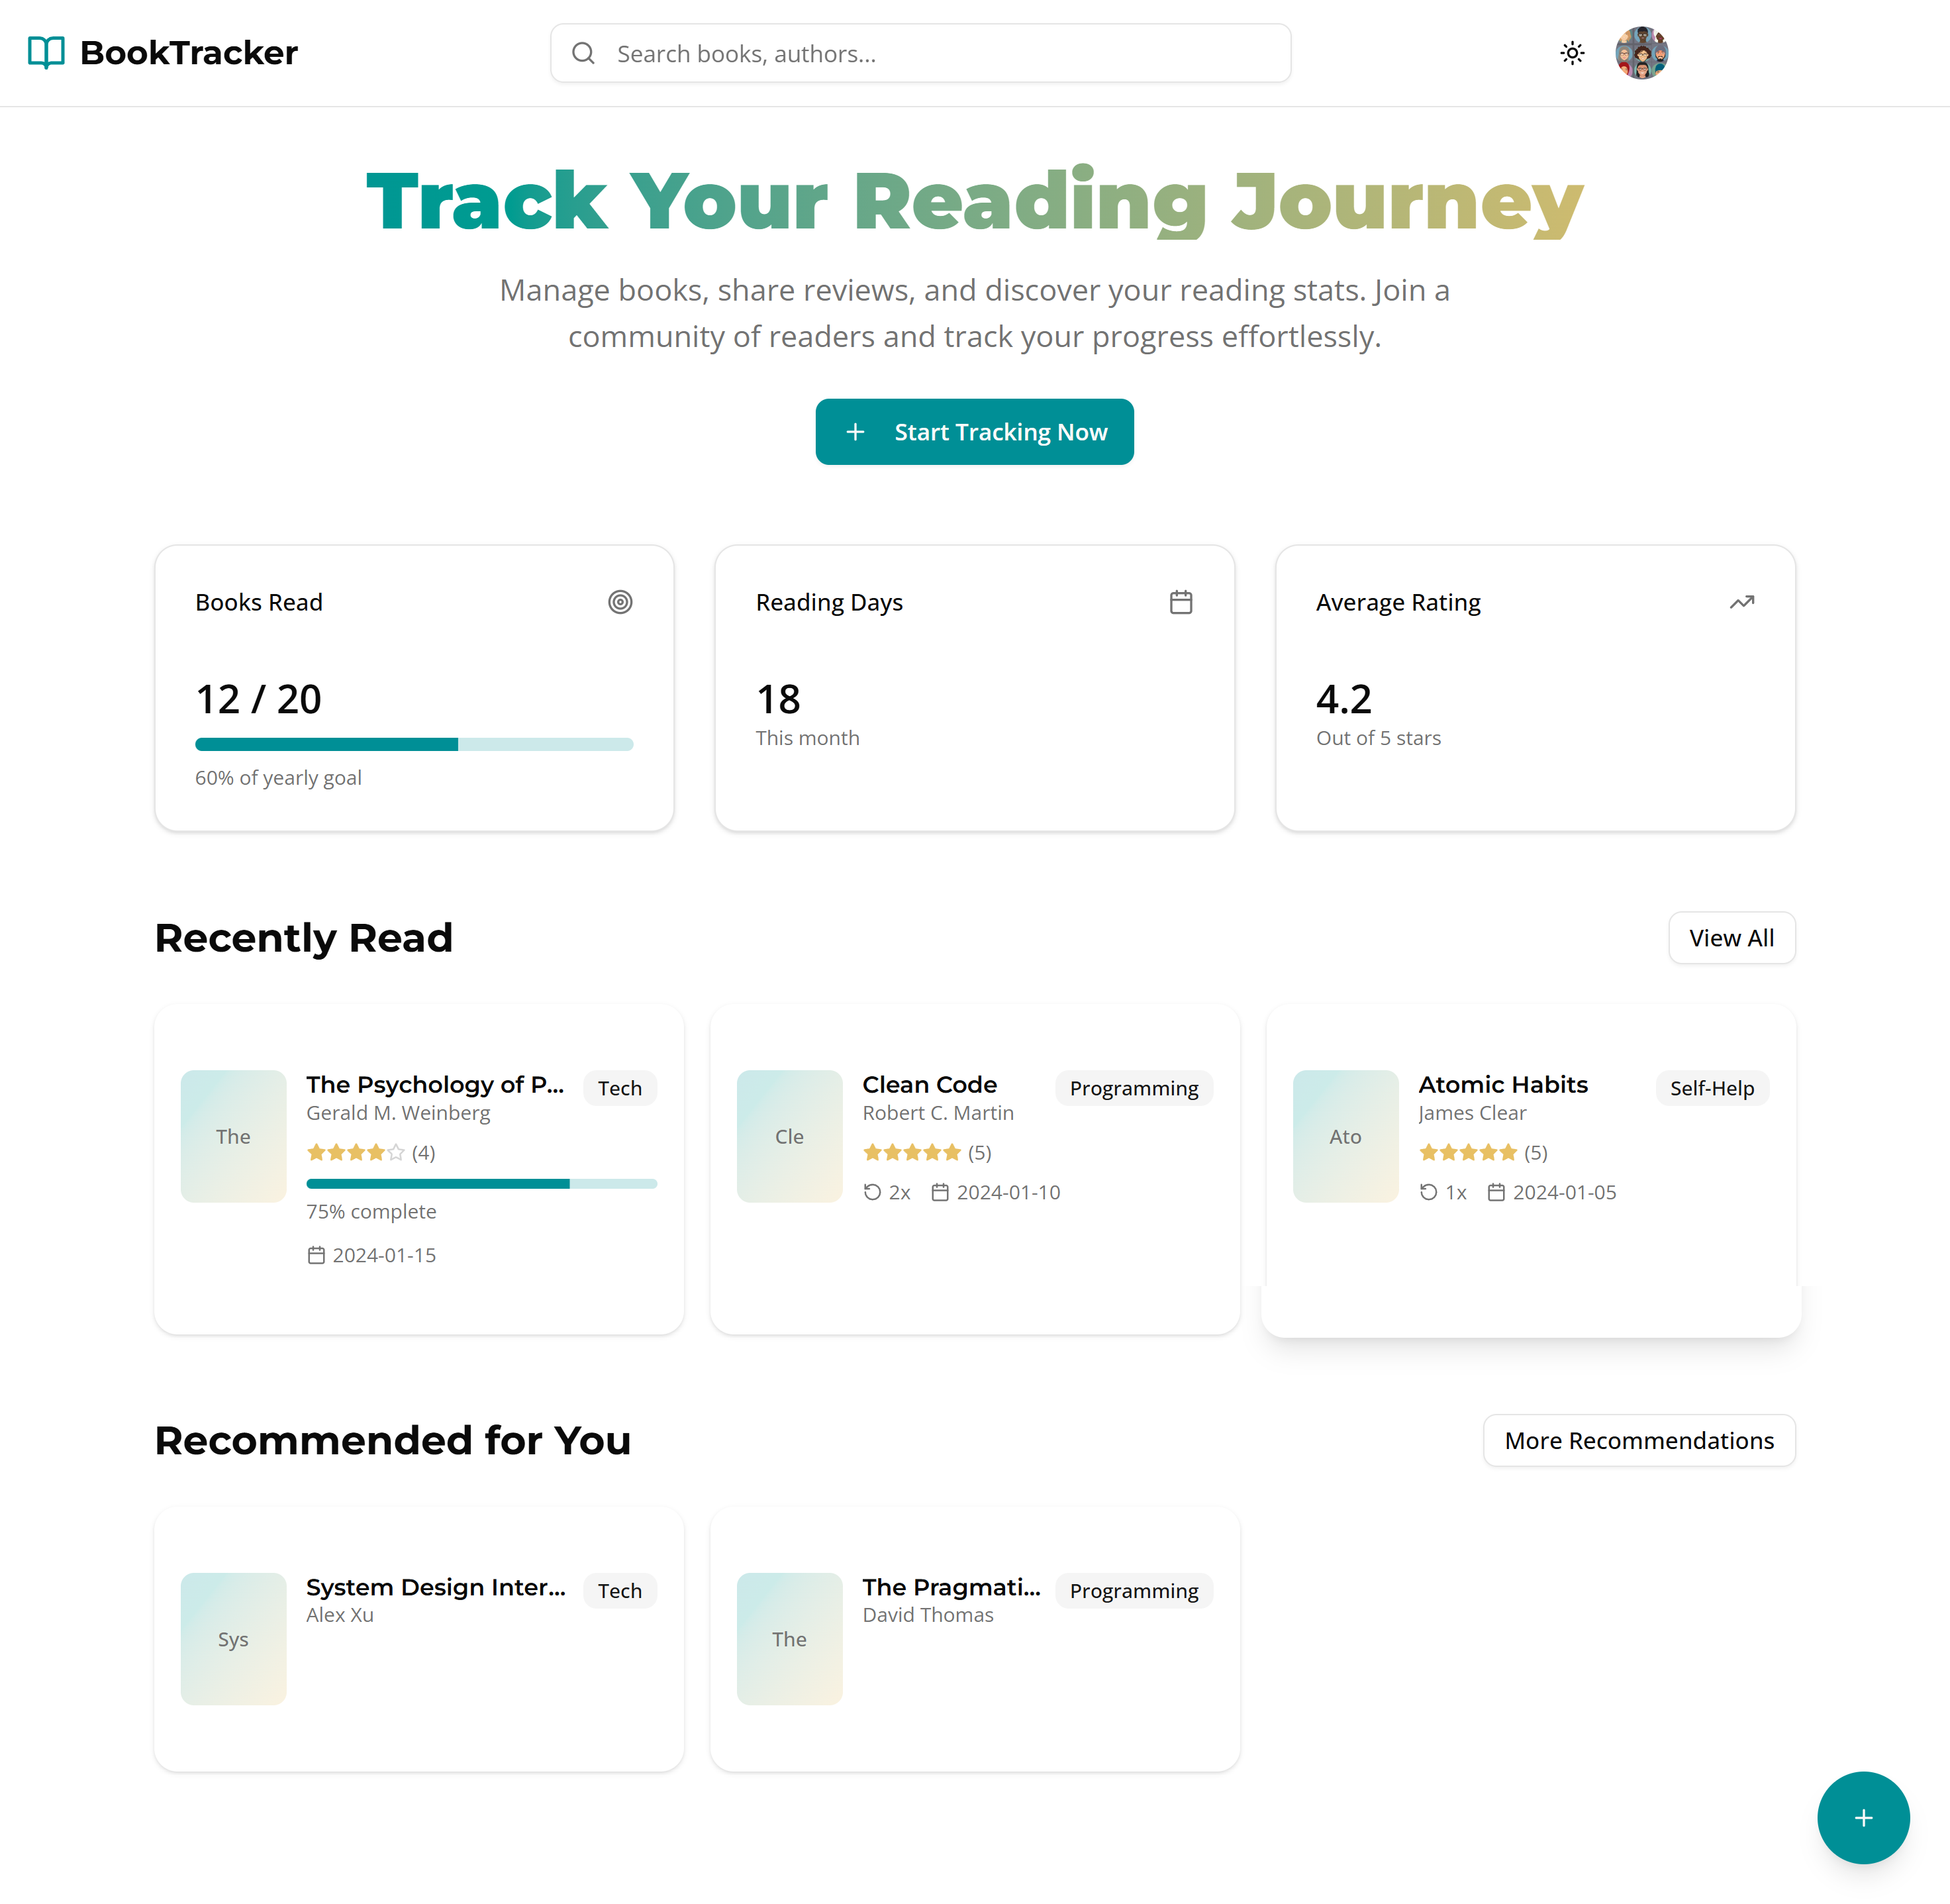 BookTracker
Search books, authors...
Track Your Reading Journey
Manage books, share reviews, and discover your reading stats. Join a
community of readers and track your progress effortlessly.
Start Tracking Now
Books Read
12 / 20
60% of yearly goal
Reading Days
18
This month
Average Rating
4.2
Out of 5 stars
Recently Read
View All
The
The Psychology of P...
Tech
Gerald M. Weinberg
(4)
75% complete
2024-01-15
Cle
Clean Code
Programming
Robert C. Martin
(5)
2x 2024-01-10
Ato
Atomic Habits
Self-Help
James Clear
(5)
1x 2024-01-05
Recommended for You
More Recommendations
Sys
System Design Inter...
Tech
Alex Xu
The
The Pragmati...
Programming
David Thomas